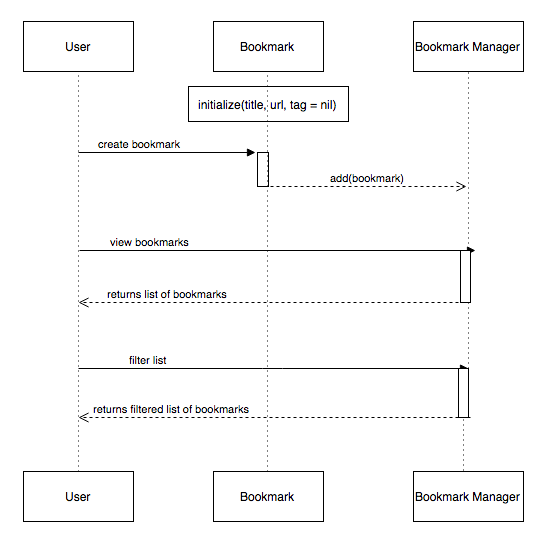 User
Bookmark
Bookmark Manager
initialize(title, url, tag = nil)
create bookmark
add(bookmark)
view bookmarks
returns list of bookmarks
filter list
returns filtered list of bookmarks
User
Bookmark
Bookmark Manager